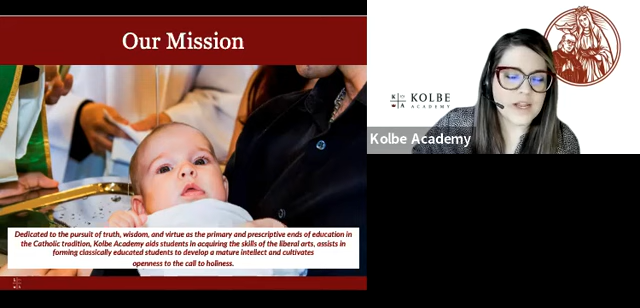 Our Mission
Dedicated to the pursuit of truth, wisdom, and virtue as the primary and prescriptive ends of education in
the Catholic tradition, Kolbe Academy aids students in acquiring the skills of the liberal arts, assists in
forming classically educated students to develop a mature intellect and cultivates
openness to the call to holiness.
K A
KOLBE
ACADEMY
Kolbe Academy